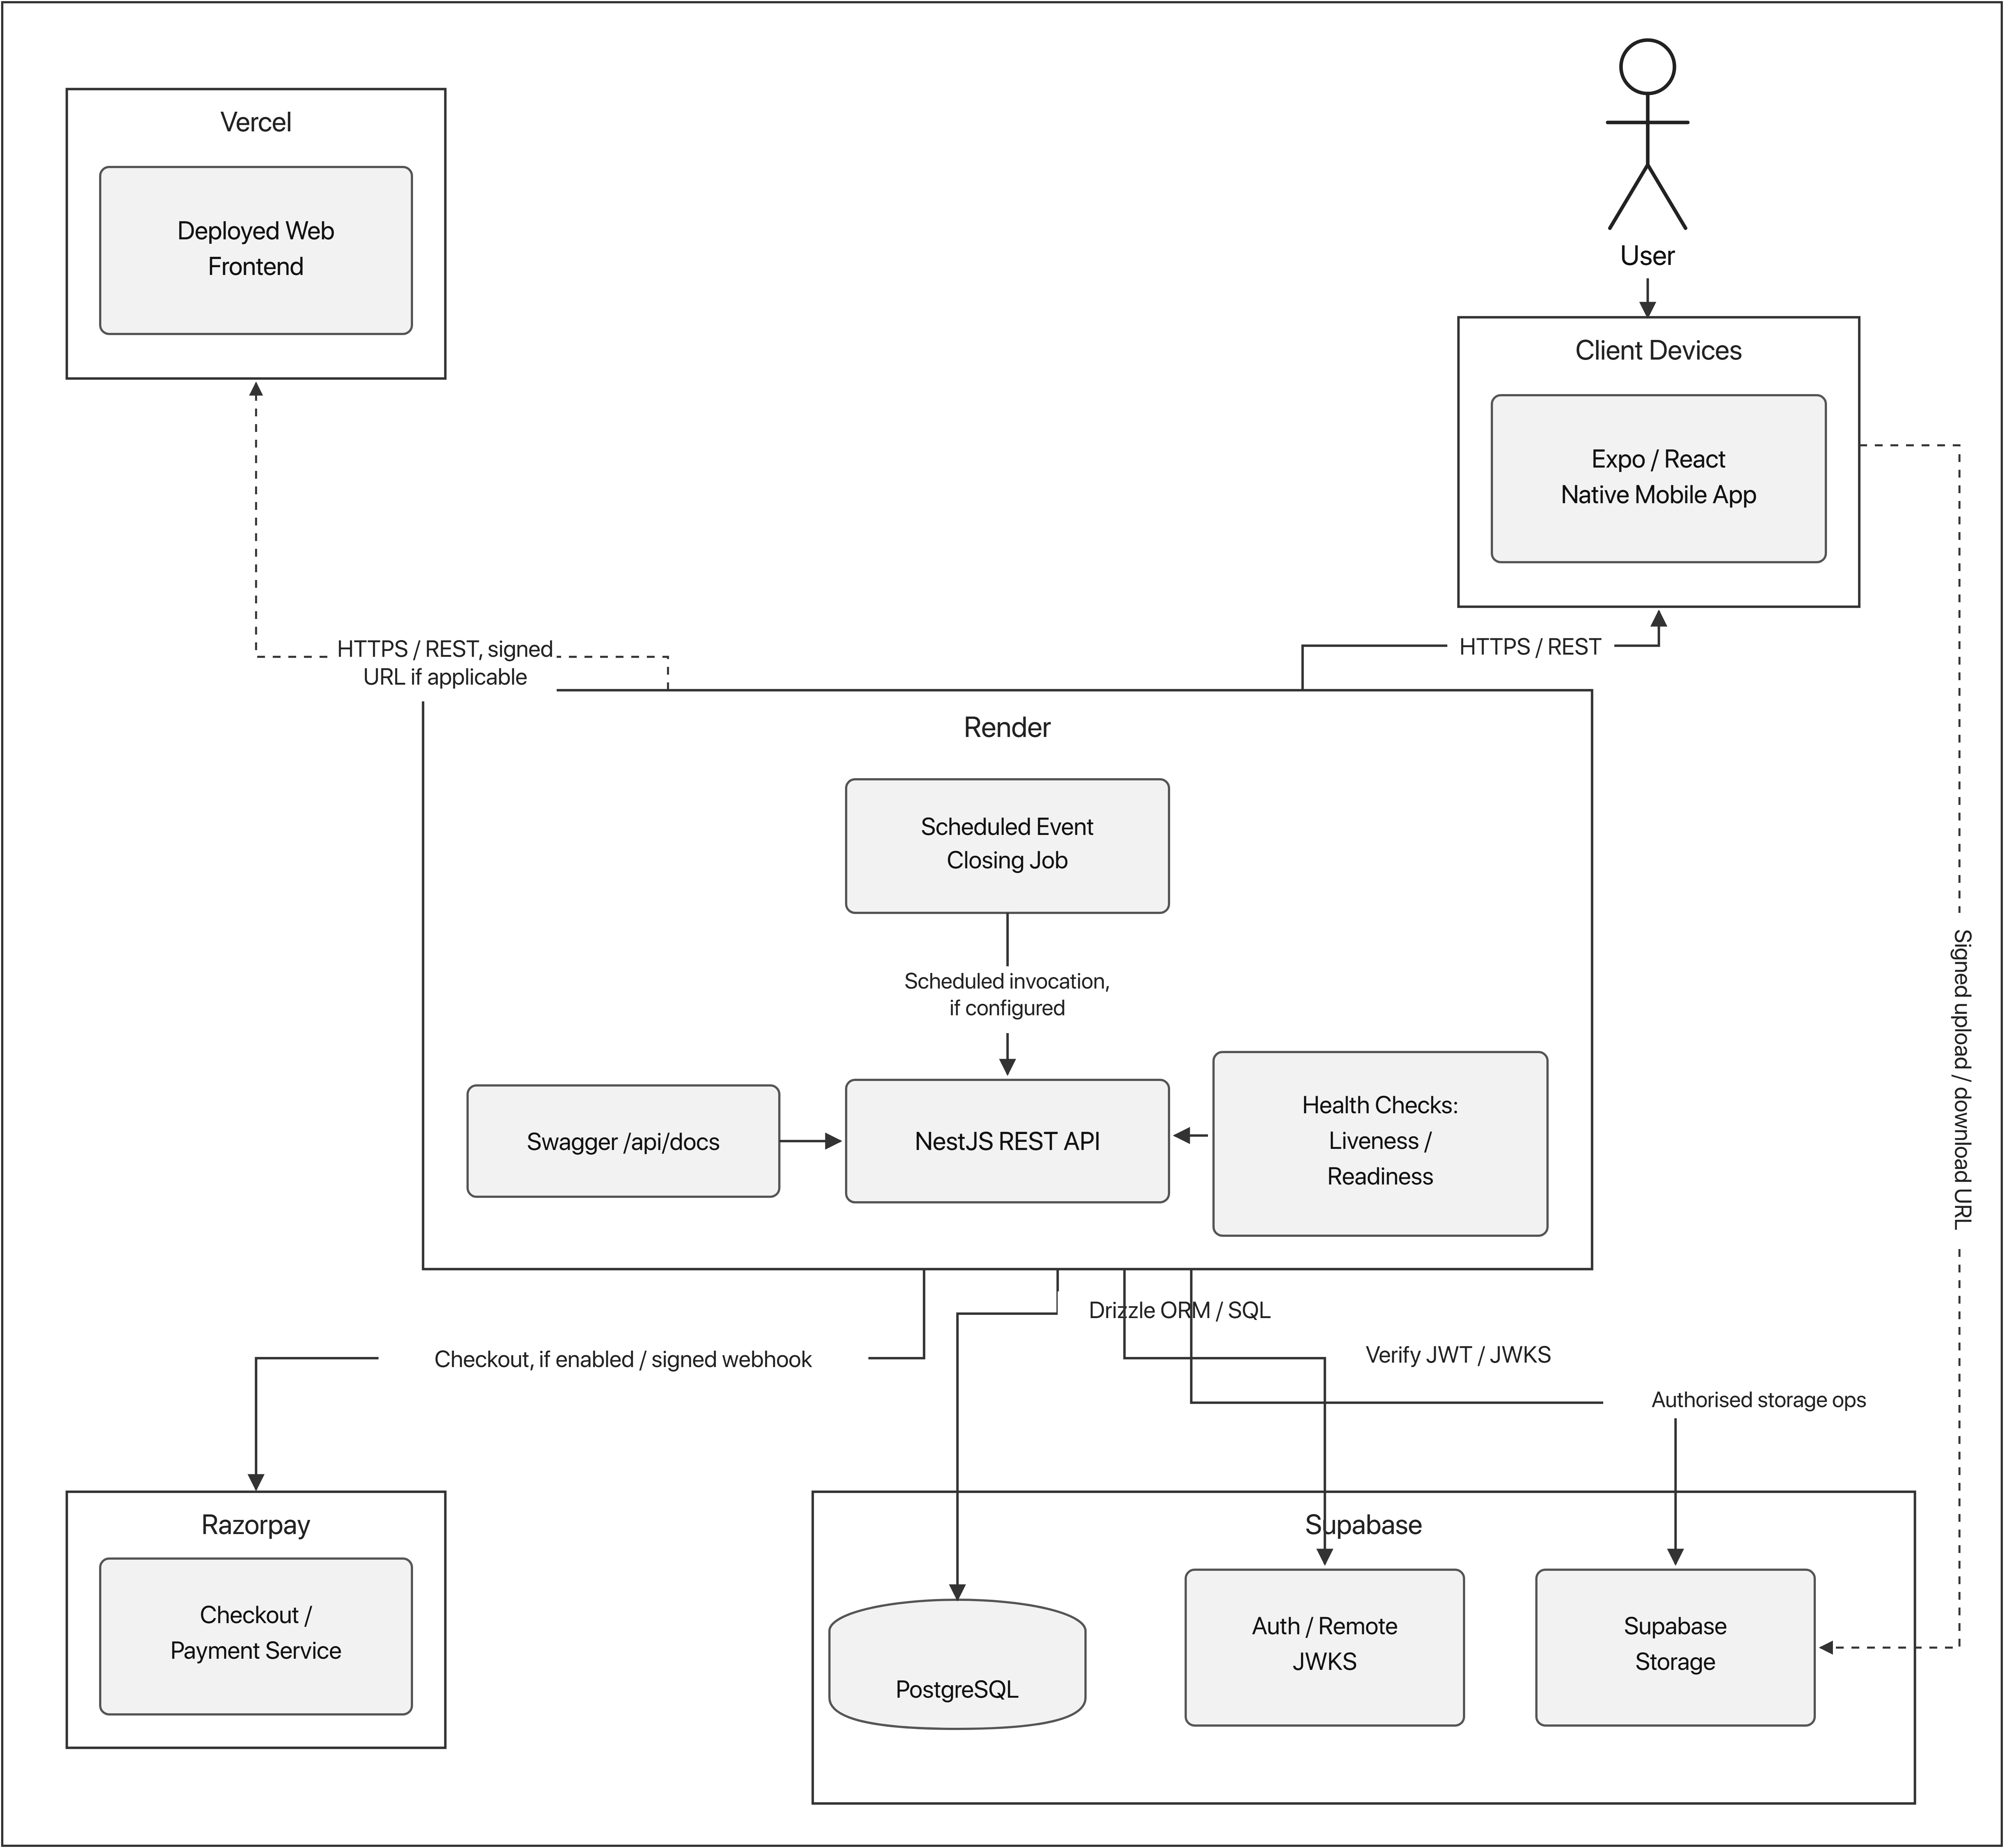 Vercel
Deployed Web
Frontend
User
Client Devices
Expo / React
Native Mobile App
HTTPS / REST, signed
URL if applicable
HTTPS / REST
Render
Scheduled Event
Closing Job
Scheduled invocation,
if configured
Swagger /api/docs
NestJS REST API
Health Checks:
Liveness /
Readiness
Signed upload / download URL
Drizzle ORM / SQL
Checkout, if enabled / signed webhook
Verify JWT / JWKS
Authorised storage ops
Razorpay
Checkout /
Payment Service
Supabase
PostgreSQL
Auth / Remote
JWKS
Supabase
Storage